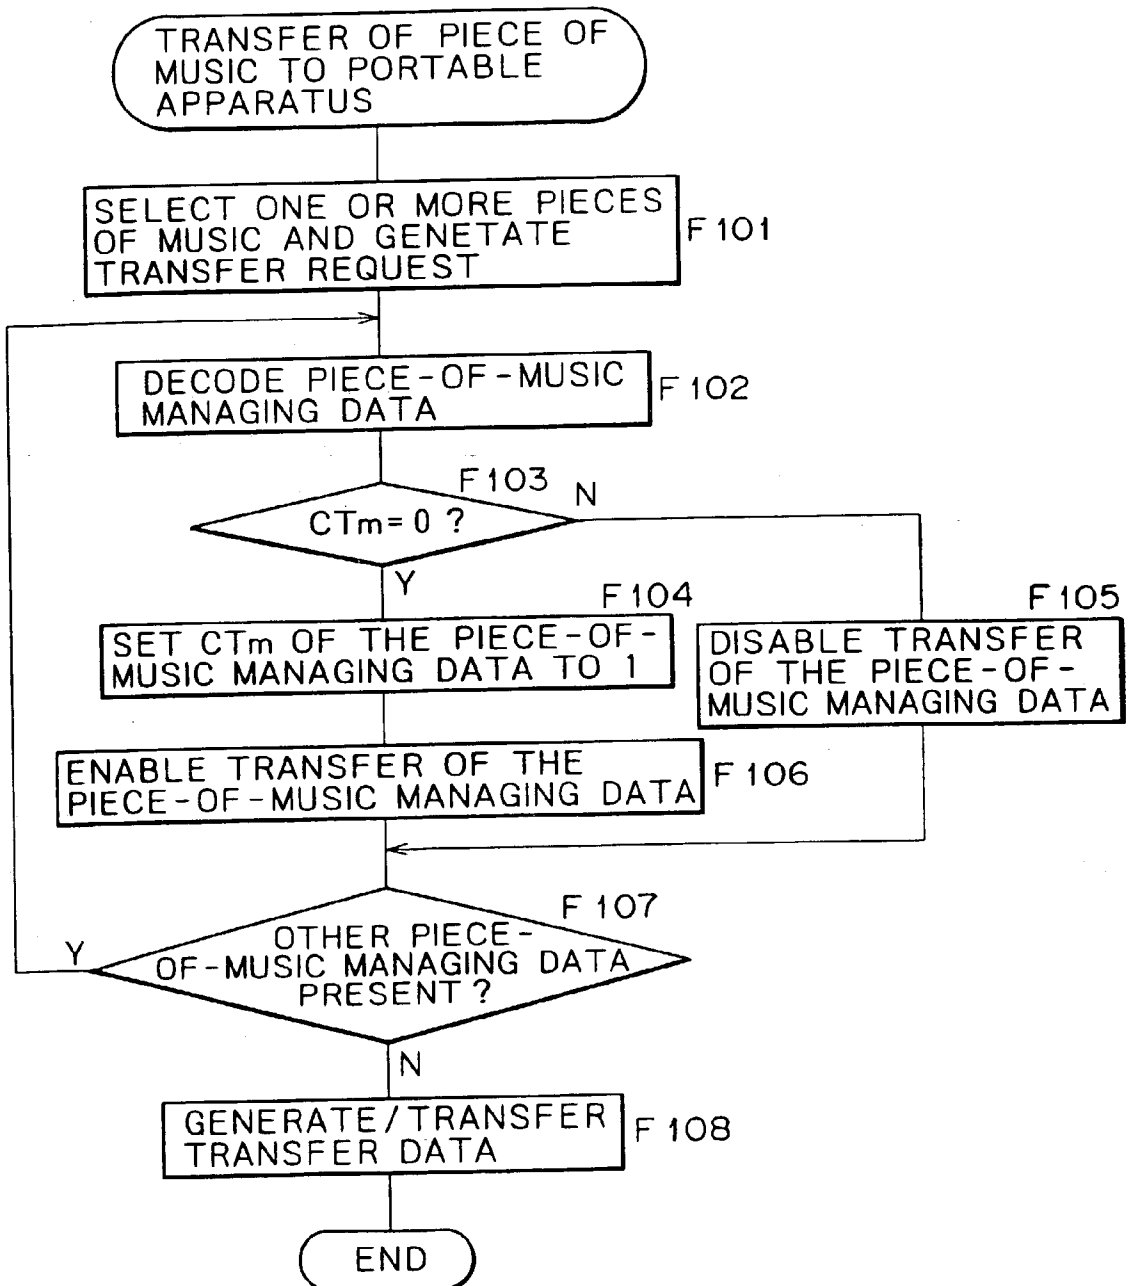 TRANSFER OF PIECE OF
MUSIC TO PORTABLE
APPARATUS
SELECT ONE OR MORE PIECES
OF MUSIC AND GENETATE
TRANSFER REQUEST
F101
DECODE PIECE-OF-MUSIC
MANAGING DATA
F102
F103
CTm=0 ?
N
Y
F104
SET CTm OF THE PIECE-OF-
MUSIC MANAGING DATA TO 1
F105
DISABLE TRANSFER
OF THE PIECE-OF-
MUSIC MANAGING DATA
ENABLE TRANSFER OF THE
PIECE-OF-MUSIC MANAGING DATA
F106
F107
OTHER PIECE-
OF-MUSIC MANAGING DATA
PRESENT ?
Y
N
GENERATE/TRANSFER
TRANSFER DATA
F108
END